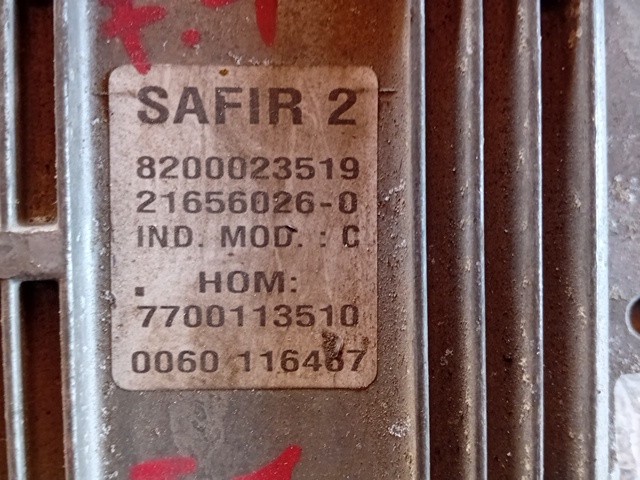 SAFIR 2
8200023519
21656026-0
IND. MOD. : C
. HOM:
7700113510
0060 116467